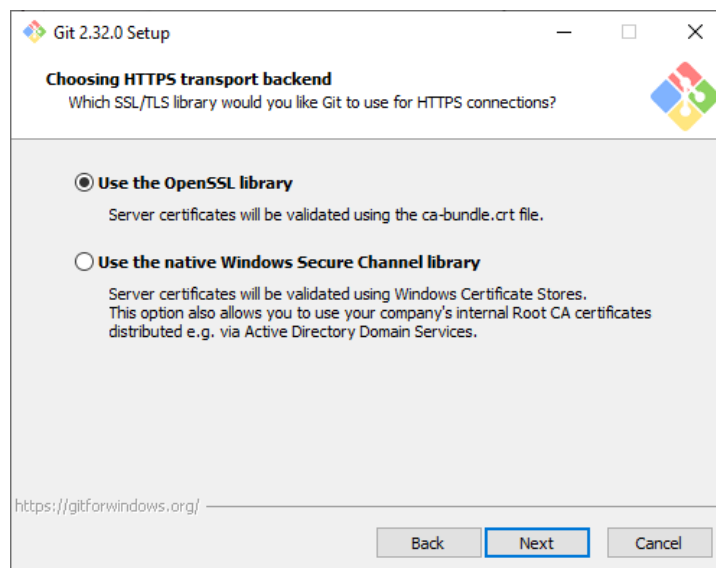 Git 2.32.0 Setup
Choosing HTTPS transport backend
Which SSL/TLS library would you like Git to use for HTTPS connections?
Use the OpenSSL library
Server certificates will be validated using the ca-bundle.crt file.
Use the native Windows Secure Channel library
Server certificates will be validated using Windows Certificate Stores.
This option also allows you to use your company's internal Root CA certificates
distributed e.g. via Active Directory Domain Services.
https://gitforwindows.org/
Back Next Cancel